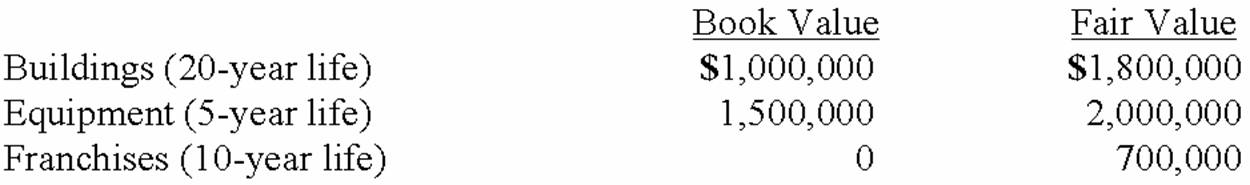 Book Value Fair Value
Buildings (20-year life) $1,000,000 $1,800,000
Equipment (5-year life) 1,500,000 2,000,000
Franchises (10-year life) 0 700,000